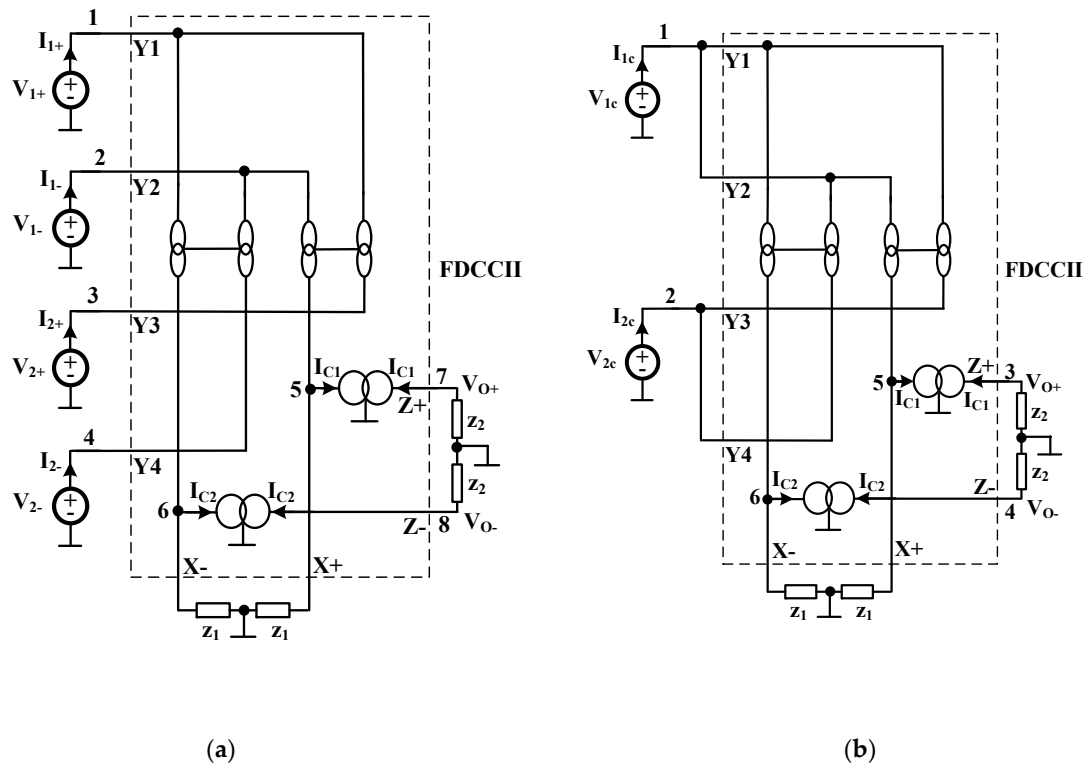 1
I1+
Y1
V1+
2
I1-
Y2
V1-
FDCCII
3
I2+
Y3
V2+
IC1
IC1
7
VO+
5
Z+
z2
4
I2-
Y4
V2-
z2
IC2
IC2
6
Z-
8
VO-
X-
X+
z1
z1
(a)
1
I1c
Y1
V1c
Y2
FDCCII
2
I2c
Y3
V2c
Z+
3
VO+
5
IC1
IC1
z2
Y4
z2
IC2
IC2
6
Z-
4
VO-
X-
X+
z1
z1
(b)